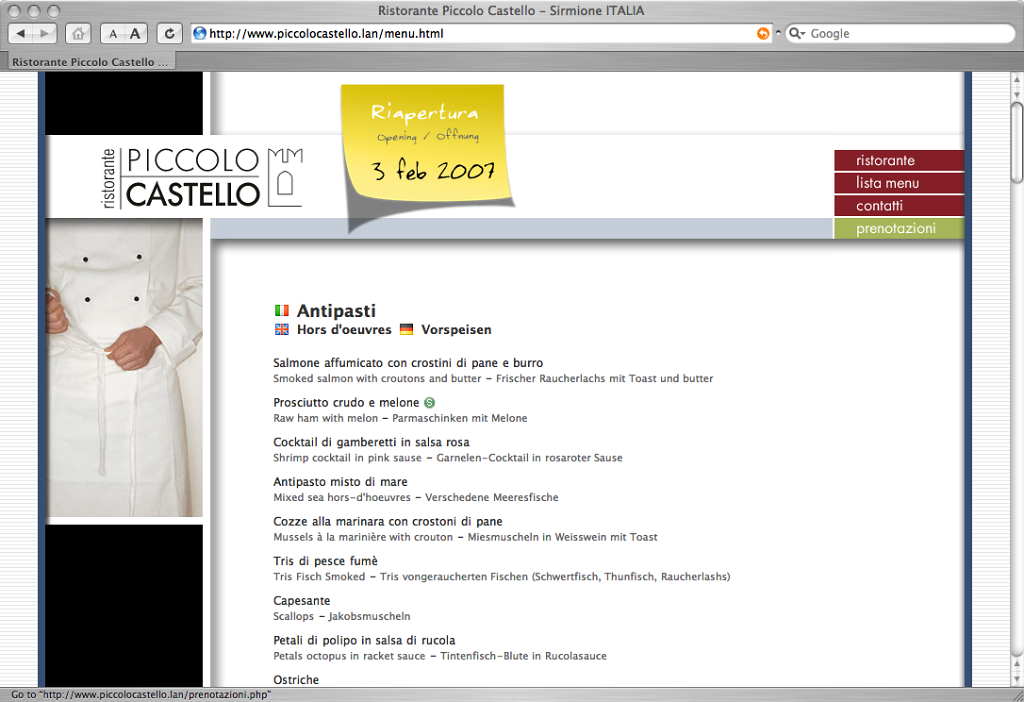 Ristorante Piccolo Castello – Sirmione ITALIA
A A http://www.piccolocastello.lan/menu.html Google
Ristorante Piccolo Castello ...
Riapertura
Opening / Öffnung
3 feb 2007
ristorante
PICCOLO
CASTELLO
ristorante
lista menu
contatti
prenotazioni
Antipasti
Hors d'oeuvres Vorspeisen
Salmone affumicato con crostini di pane e burro
Smoked salmon with croutons and butter – Frischer Raucherlachs mit Toast und butter
Prosciutto crudo e melone S
Raw ham with melon – Parmaschinken mit Melone
Cocktail di gamberetti in salsa rosa
Shrimp cocktail in pink sause – Garnelen-Cocktail in rosaroter Sause
Antipasto misto di mare
Mixed sea hors-d'hoeuvres – Verschedene Meeresfische
Cozze alla marinara con crostoni di pane
Mussels à la marinière with crouton – Miesmuscheln in Weisswein mit Toast
Tris di pesce fumè
Tris Fisch Smoked – Tris vongeraucherten Fischen (Schwertfisch, Thunfisch, Raucherlashs)
Capesante
Scallops – Jakobsmuscheln
Petali di polipo in salsa di rucola
Petals octopus in racket sauce – Tintenfisch-Blute in Rucolasauce
Ostriche
Go to "http://www.piccolocastello.lan/prenotazioni.php"